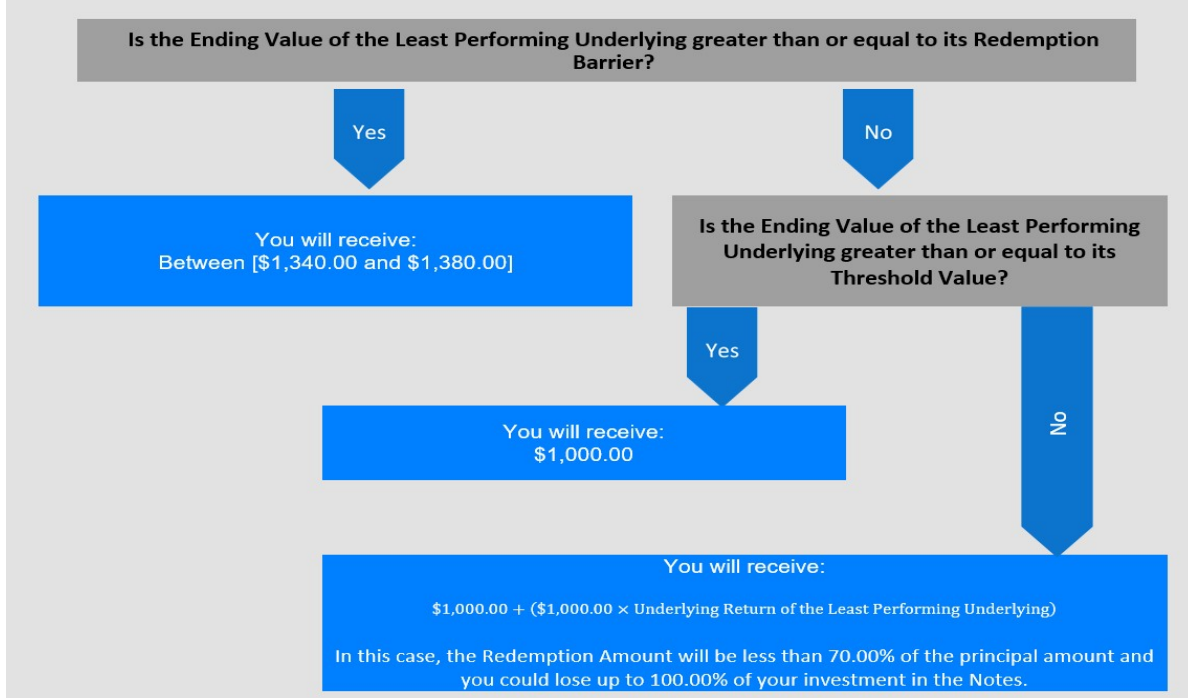 Is the Ending Value of the Least Performing Underlying greater than or equal to its Redemption
Barrier?
Yes
No
You will receive:
Between [$1,340.00 and $1,380.00]
Is the Ending Value of the Least Performing
Underlying greater than or equal to its
Threshold Value?
Yes
No
You will receive:
$1,000.00
You will receive:
$1,000.00 + ($1,000.00 × Underlying Return of the Least Performing Underlying)
In this case, the Redemption Amount will be less than 70.00% of the principal amount and
you could lose up to 100.00% of your investment in the Notes.